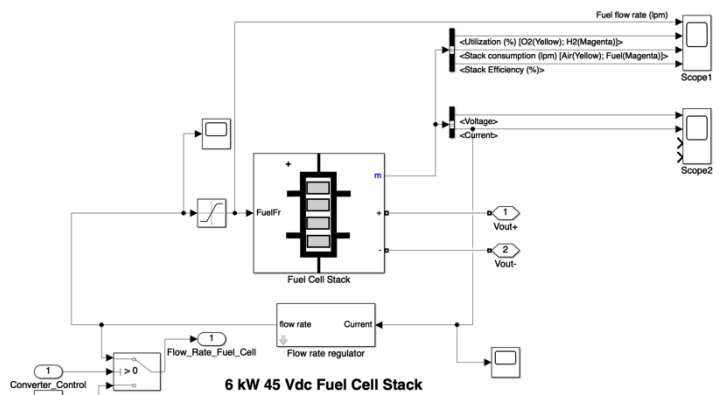 Fuel flow rate (lpm)
<Utilization (%) [O2(Yellow); H2(Magenta)]>
<Stack consumption (lpm) [Air(Yellow); Fuel(Magenta)]>
<Stack Efficiency (%)>
Scope1
<Voltage>
<Current>
Scope2
+
m
FuelFr
+
1
Vout+
-
2
Vout-
Fuel Cell Stack
flow rate
Current
Flow rate regulator
1
Flow_Rate_Fuel_Cell
1
> 0
Converter_Control
6 kW 45 Vdc Fuel Cell Stack